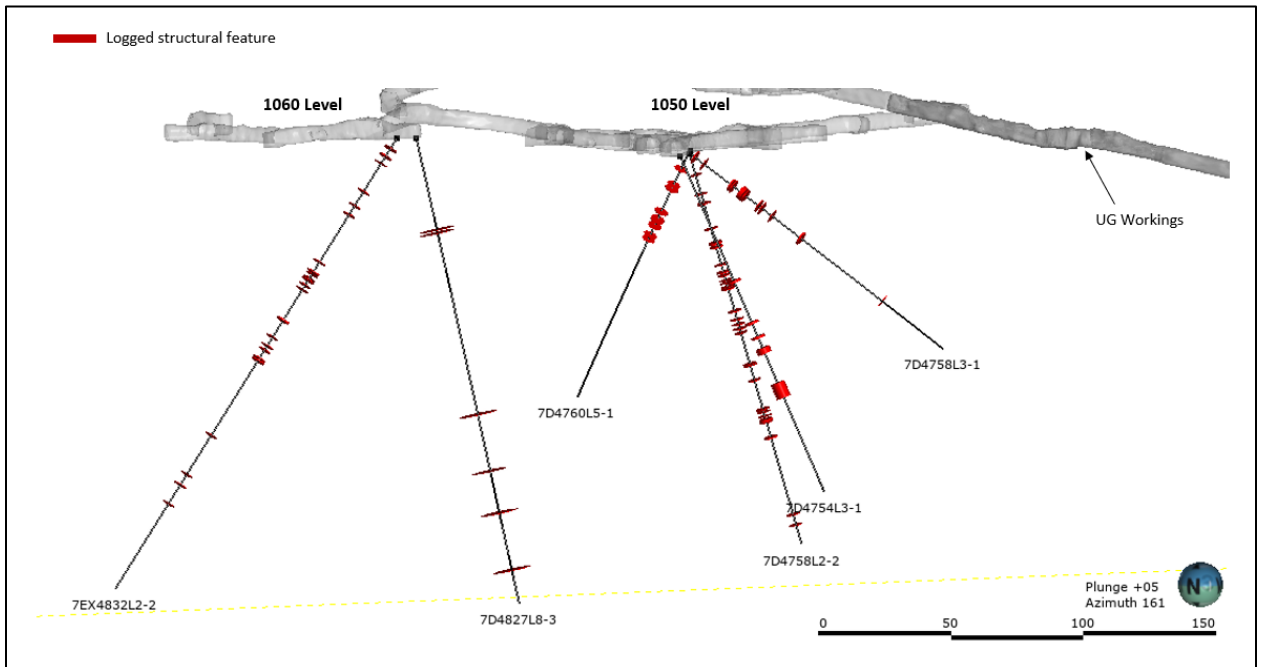 Logged structural feature
1060 Level
1050 Level
UG Workings
7D4758L3-1
7D4760L5-1
7D4754L3-1
7D4758L2-2
7EX4832L2-2
7D4827L8-3
Plunge +05
Azimuth 161
N
0 50 100 150